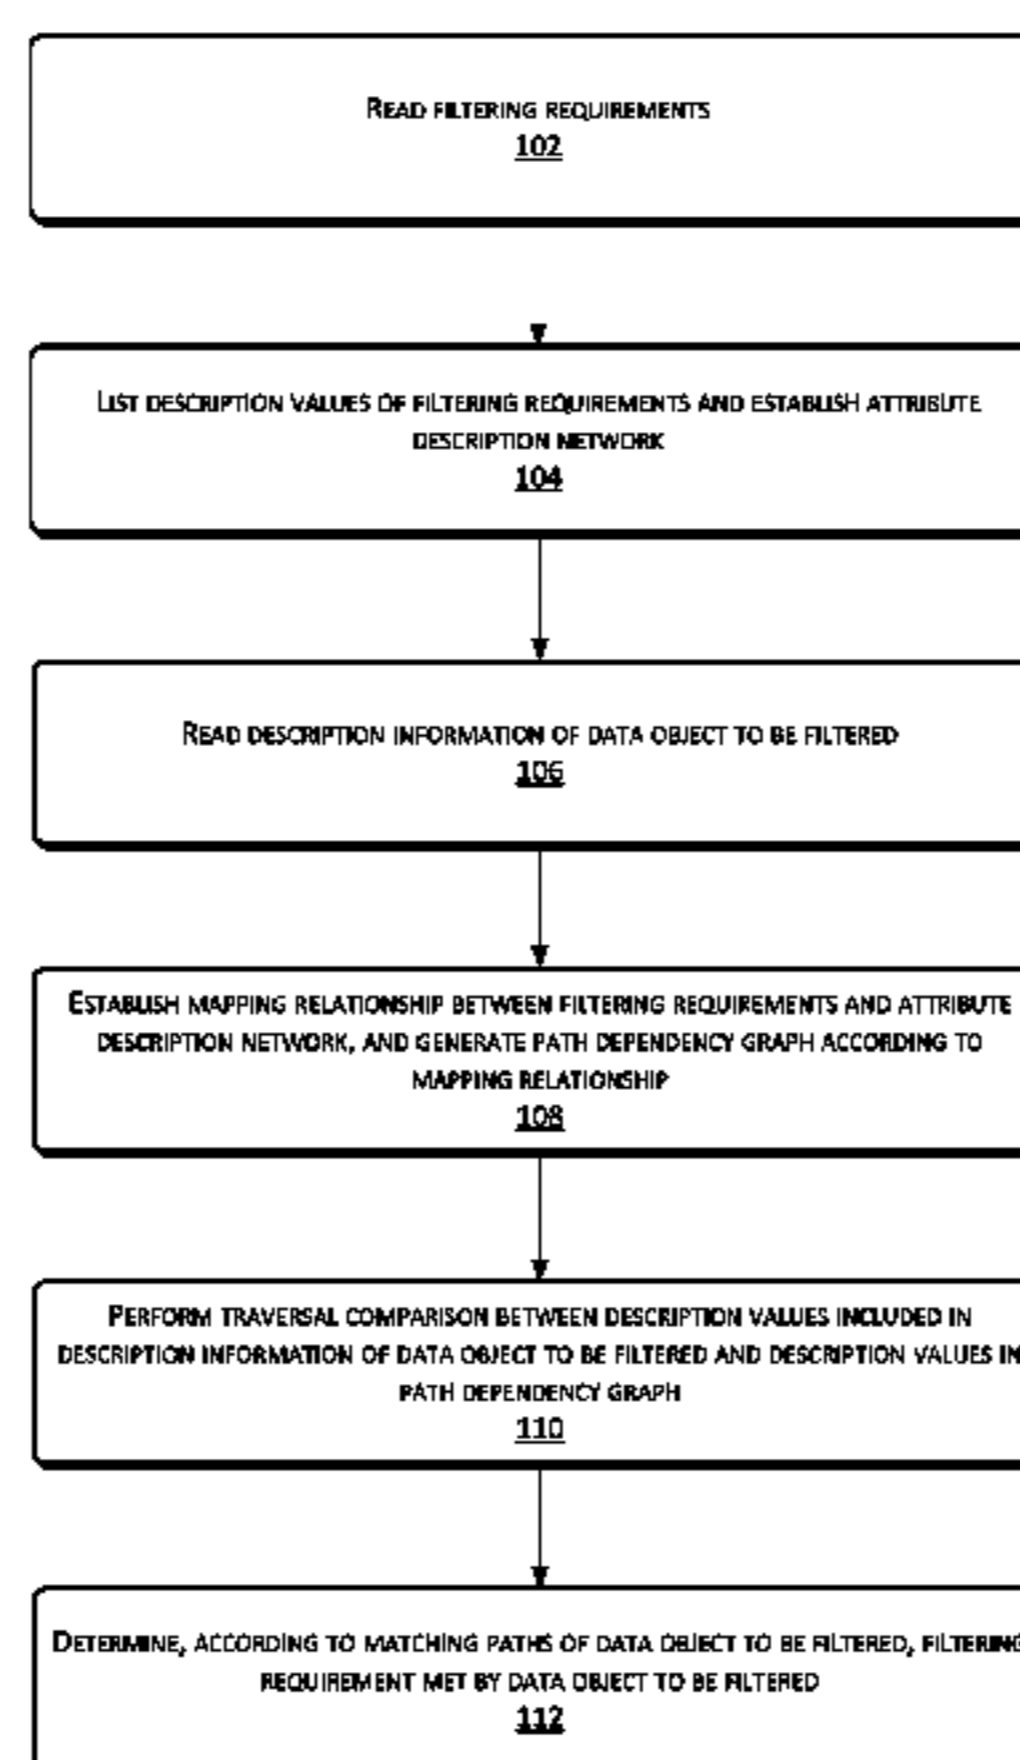 READ FILTERING REQUIREMENTS
102
LIST DESCRIPTION VALUES OF FILTERING REQUIREMENTS AND ESTABLISH ATTRIBUTE
DESCRIPTION NETWORK
104
READ DESCRIPTION INFORMATION OF DATA OBJECT TO BE FILTERED
106
ESTABLISH MAPPING RELATIONSHIP BETWEEN FILTERING REQUIREMENTS AND ATTRIBUTE
DESCRIPTION NETWORK, AND GENERATE PATH DEPENDENCY GRAPH ACCORDING TO
MAPPING RELATIONSHIP
108
PERFORM TRAVERSAL COMPARISON BETWEEN DESCRIPTION VALUES INCLUDED IN
DESCRIPTION INFORMATION OF DATA OBJECT TO BE FILTERED AND DESCRIPTION VALUES IN
PATH DEPENDENCY GRAPH
110
DETERMINE, ACCORDING TO MATCHING PATHS OF DATA OBJECT TO BE FILTERED, FILTERING
REQUIREMENT MET BY DATA OBJECT TO BE FILTERED
112